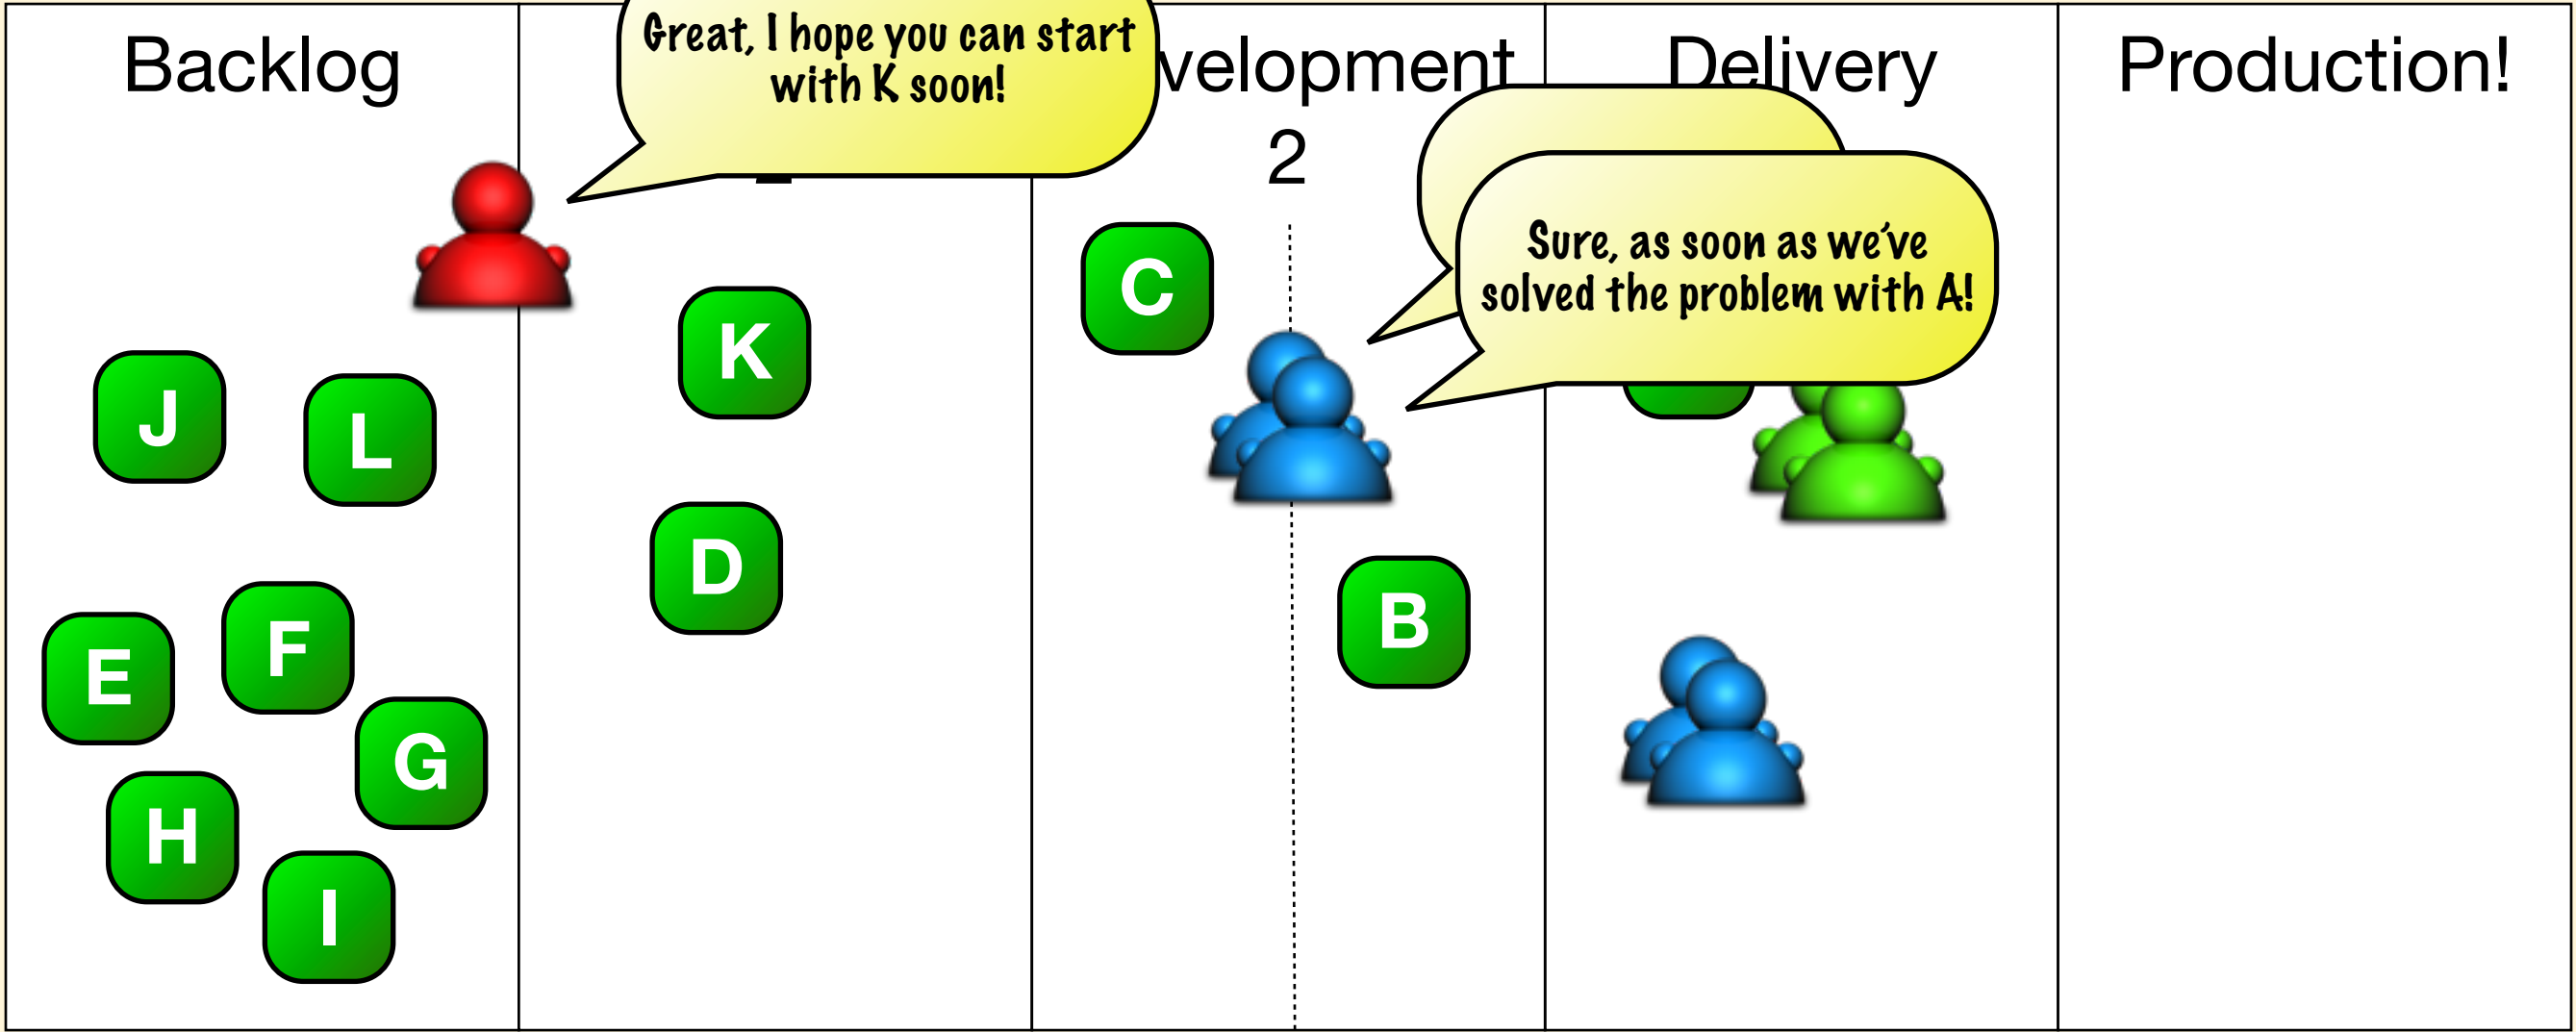 Backlog
Great, I hope you can start
with K soon!
velopment
2
Delivery
Production!
Sure, as soon as we've
solved the problem with A!
C
K
J
L
D
B
E
F
G
H
I